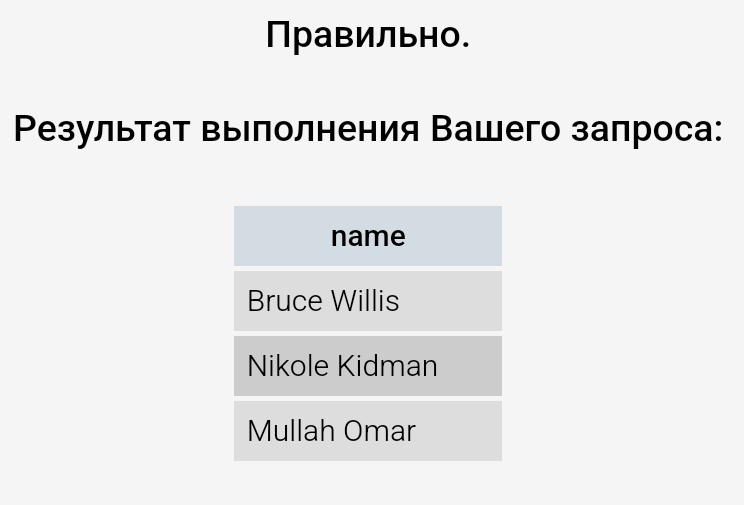 Правильно.
Результат выполнения Вашего запроса:
name
Bruce Willis
Nikole Kidman
Mullah Omar